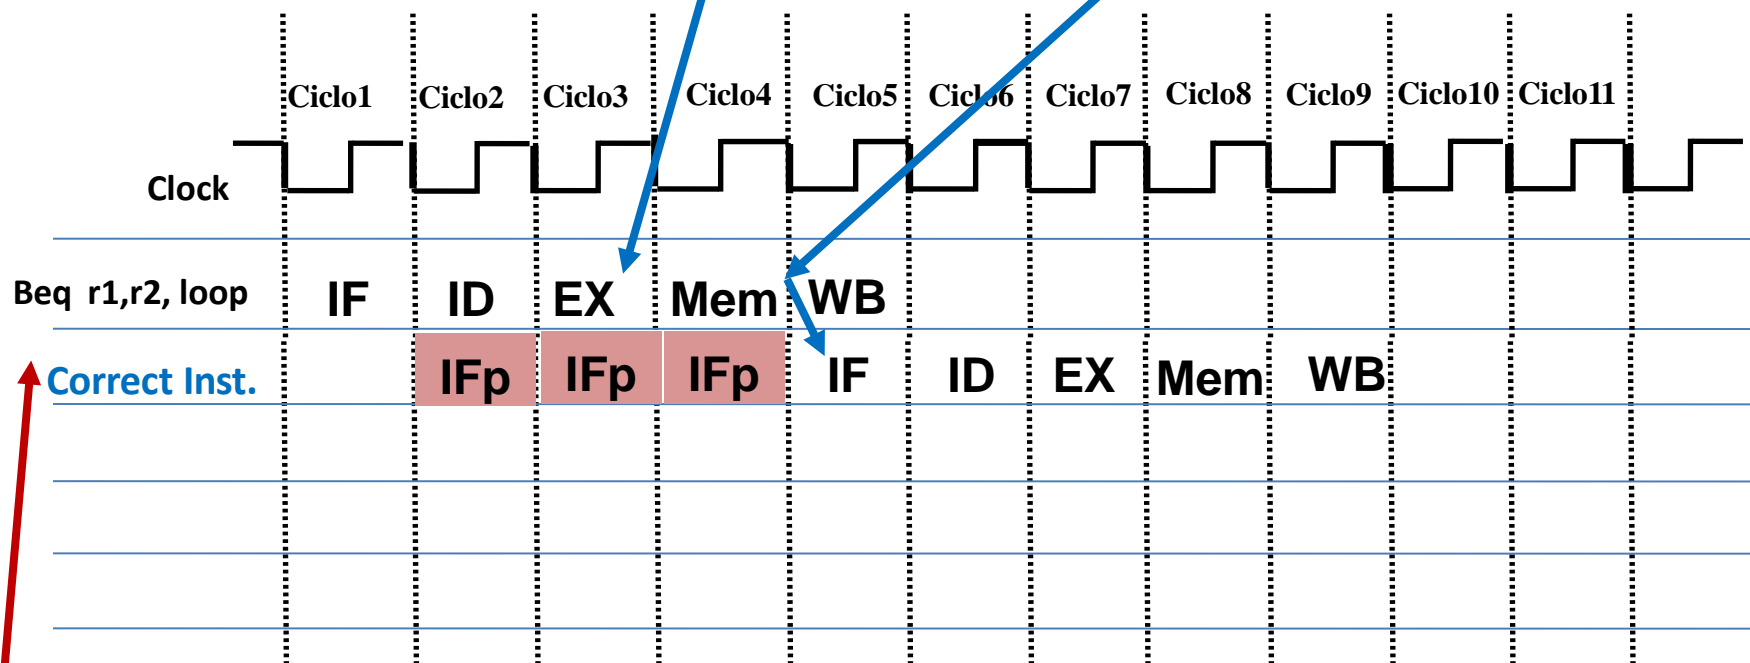 Ciclo1 Ciclo2 Ciclo3 Ciclo4 Ciclo5 Ciclo6 Ciclo7 Ciclo8 Ciclo9 Ciclo10 Ciclo11
Clock
Beq r1,r2, loop IF ID EX Mem WB
Correct Inst. IFp IFp IFp IF ID EX Mem WB